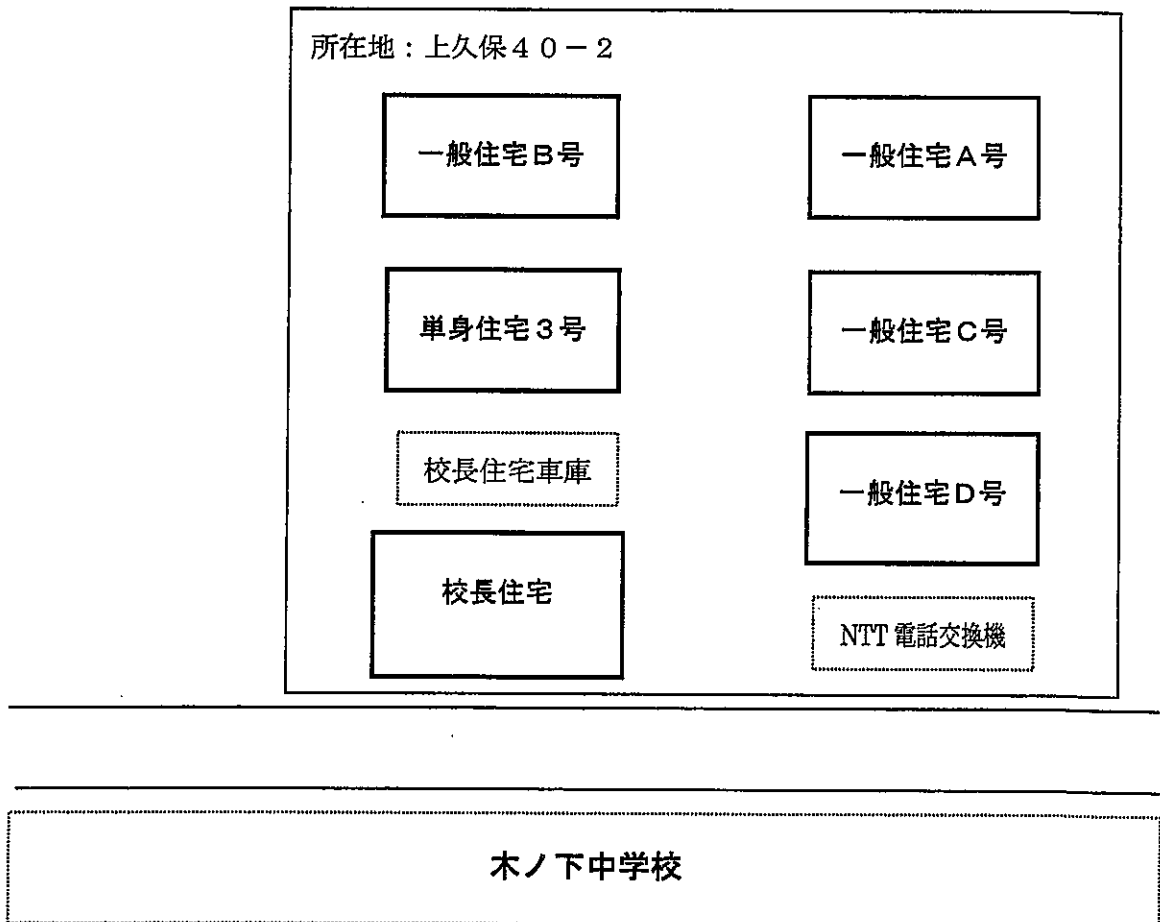 所在地：上久保４０－２
一般住宅Ｂ号
一般住宅Ａ号
単身住宅３号
一般住宅Ｃ号
校長住宅車庫
一般住宅Ｄ号
校長住宅
NTT電話交換機
木ノ下中学校